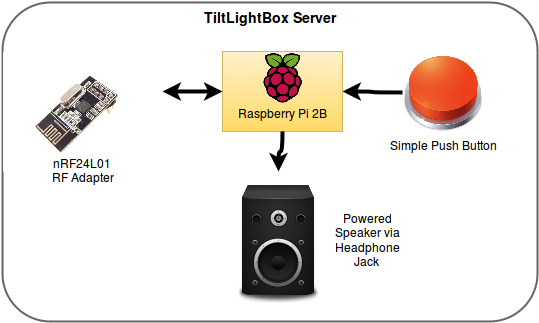 TiltLightBox Server
Raspberry Pi 2B
nRF24L01
RF Adapter
Simple Push Button
Powered
Speaker via
Headphone
Jack